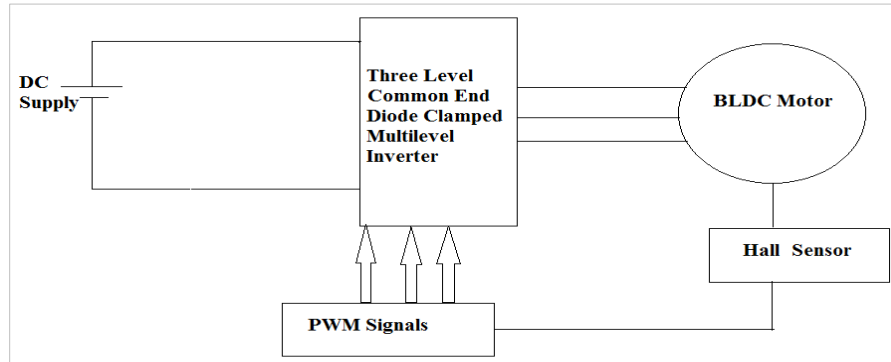 DC
Supply
Three Level
Common End
Diode Clamped
Multilevel
Inverter
BLDC Motor
Hall Sensor
PWM Signals